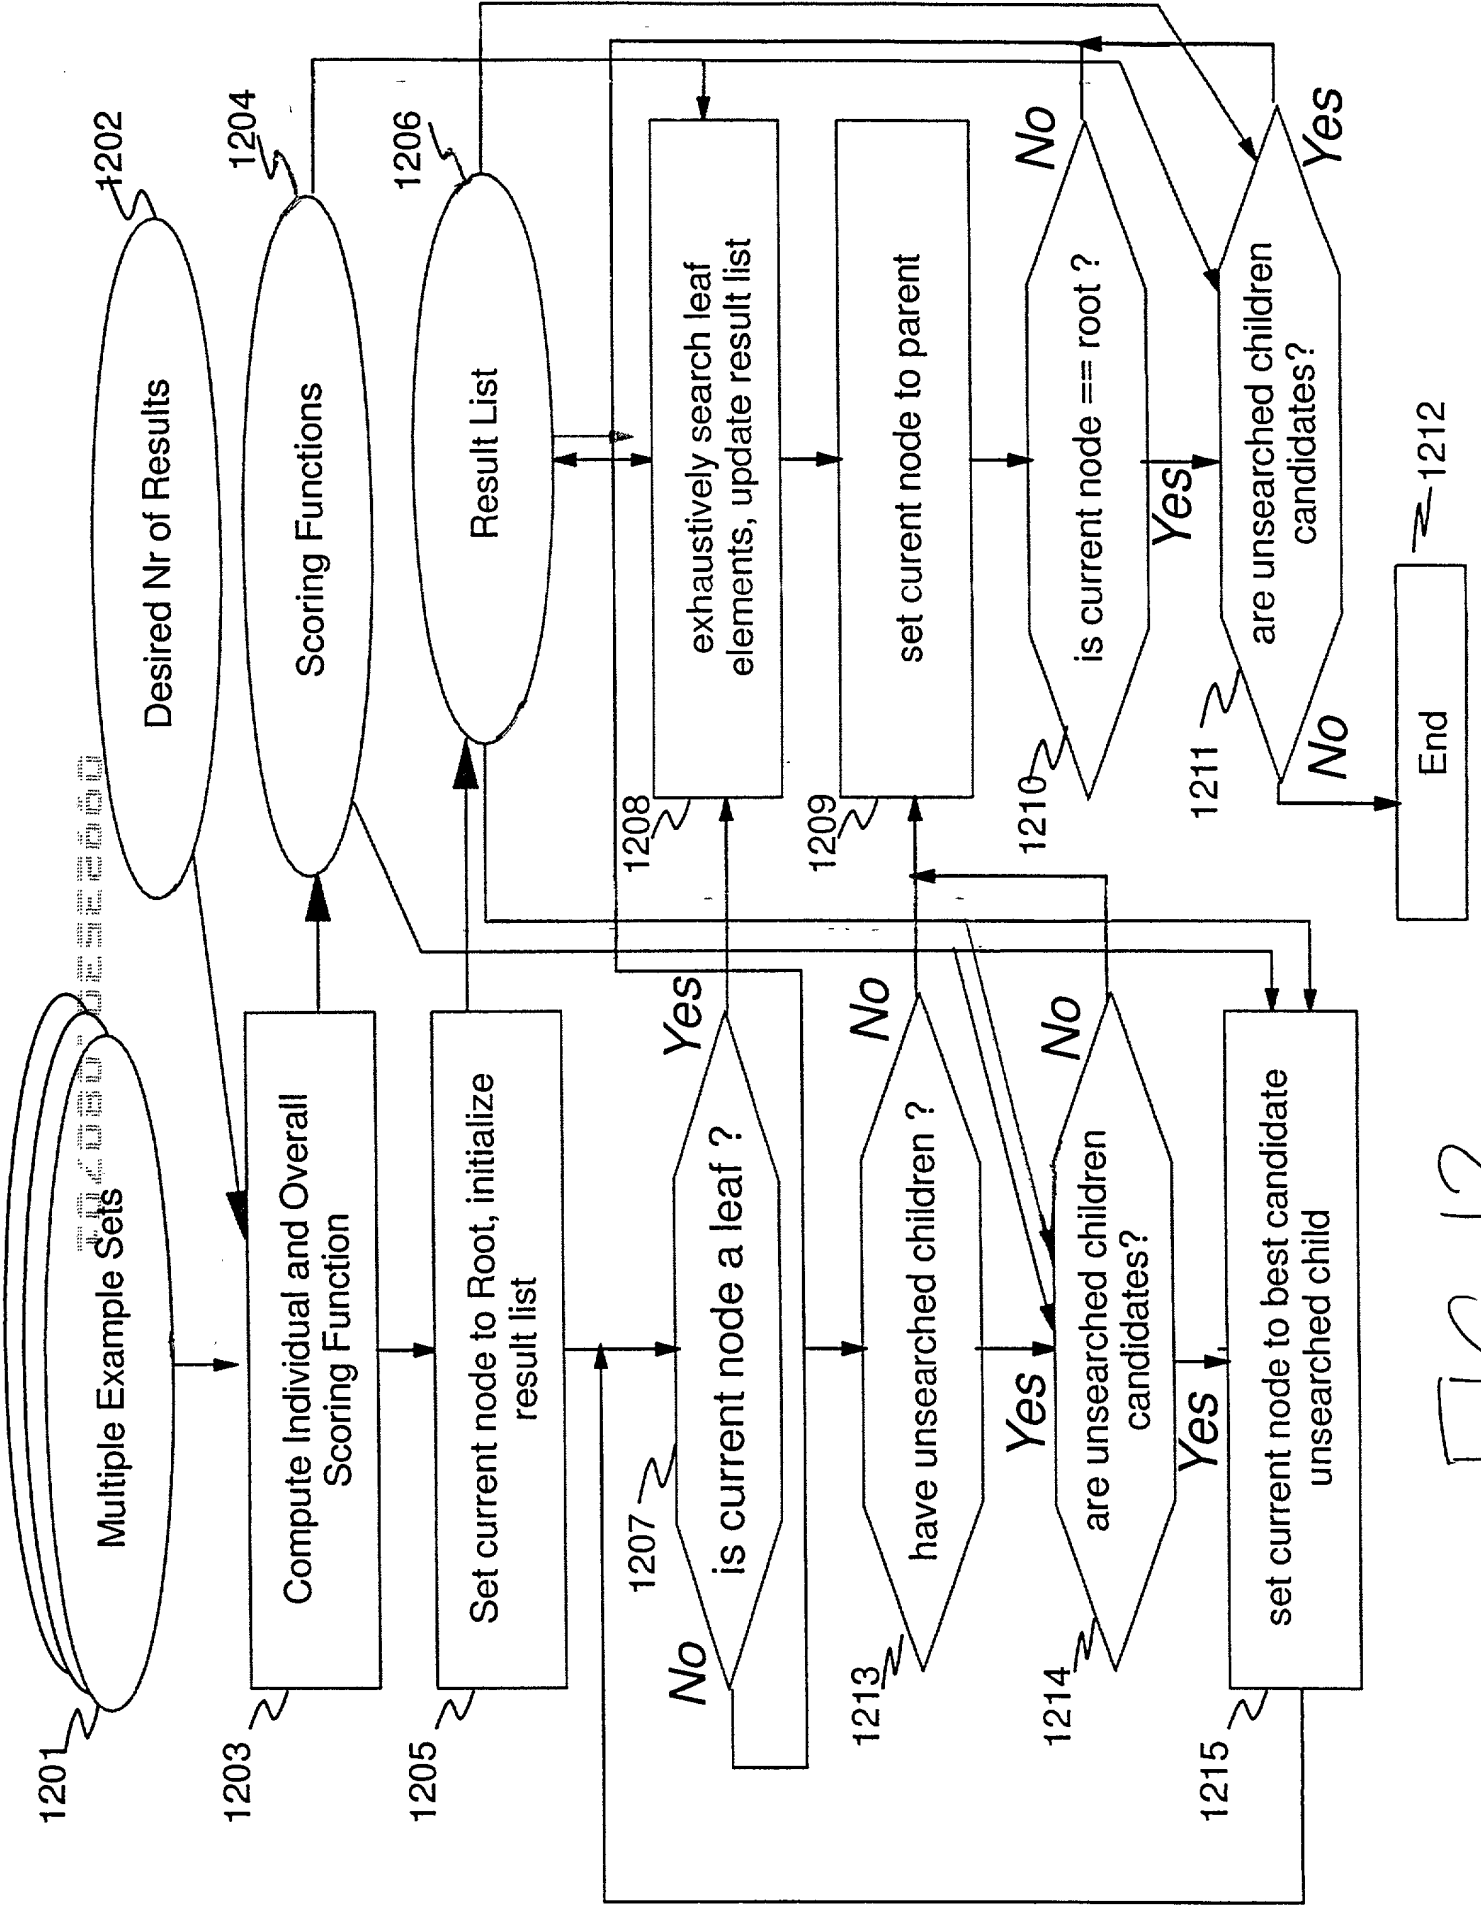 1201
Multiple Example Sets
1202
Desired Nr of Results
1203
Compute Individual and Overall
Scoring Function
1204
Scoring Functions
1205
Set current node to Root, initialize
result list
1206
Result List
1207
is current node a leaf ?
No
Yes
1208
exhaustively search leaf
elements, update result list
1213
have unsearched children ?
No
Yes
1209
set curent node to parent
1214
are unsearched children
candidates?
No
Yes
1210
is current node == root ?
No
Yes
1215
set current node to best candidate
unsearched child
1211
are unsearched children
candidates?
Yes
No
End
1212